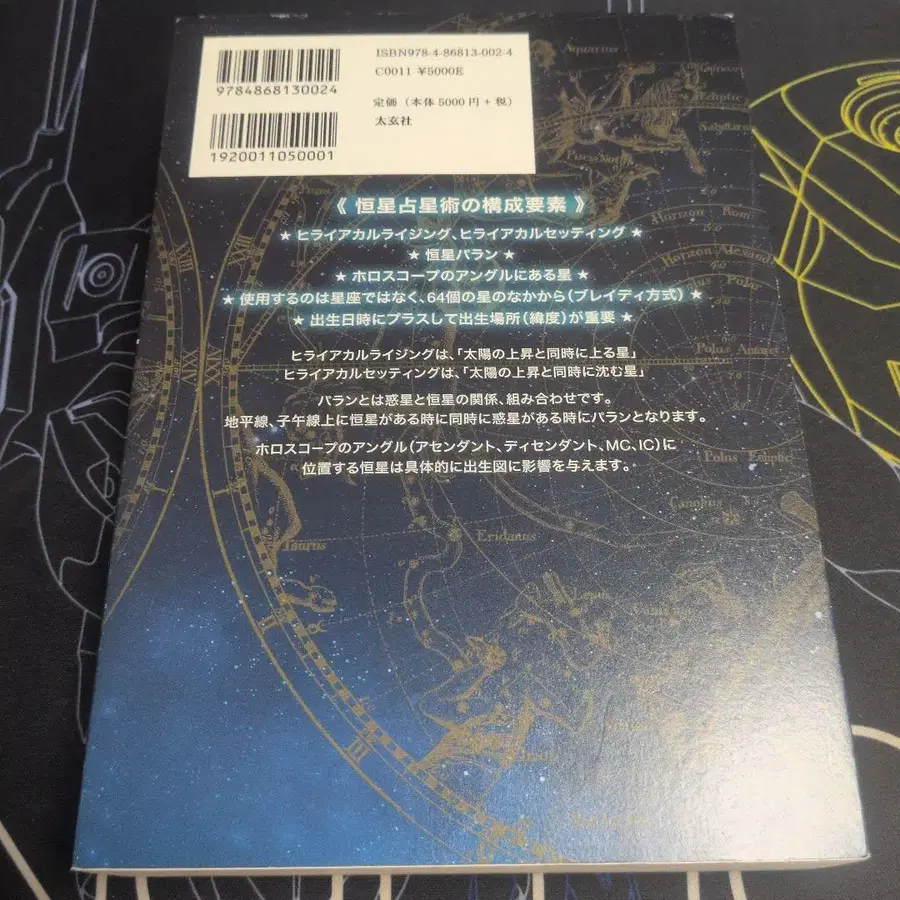 ISBN978-4-86813-002-4
C0011 ¥5000E
定価（本体5000円+税）
太玄社
9784868130024
1920011050001
《 恒星占星術の構成要素 》
★ ヒライアカルライジング、ヒライアカルセッティング ★
★ 恒星パラン ★
★ ホロスコープのアングルにある星 ★
★ 使用するのは星座ではなく、64個の星のなかから（ブレイディ方式） ★
★ 出生日時にプラスして出生場所（緯度）が重要 ★
ヒライアカルライジングは、「太陽の上昇と同時に上る星」
ヒライアカルセッティングは、「太陽の上昇と同時に沈む星」
パランとは惑星と恒星の関係、組み合わせです。
地平線、子午線上に恒星がある時に同時に惑星がある時にパランとなります。
ホロスコープのアングル（アセンダント、ディセンダント、MC、IC）に
位置する恒星は具体的に出生図に影響を与えます。
Aquarius
Ecliptic
Piscis Noti
Horizon Rom
Horizon Alexand
Polus
Polus Antarc
Polus Ecliptic
Canopus
Eridanus
Taurus
III